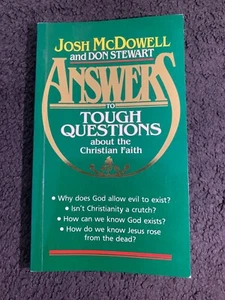 JOSH McDOWELL
and DON STEWART
ANSWERS
TO
TOUGH
QUESTIONS
about the
Christian Faith
• Why does God allow evil to exist?
• Isn't Christianity a crutch?
• How can we know God exists?
• How do we know Jesus rose
from the dead?